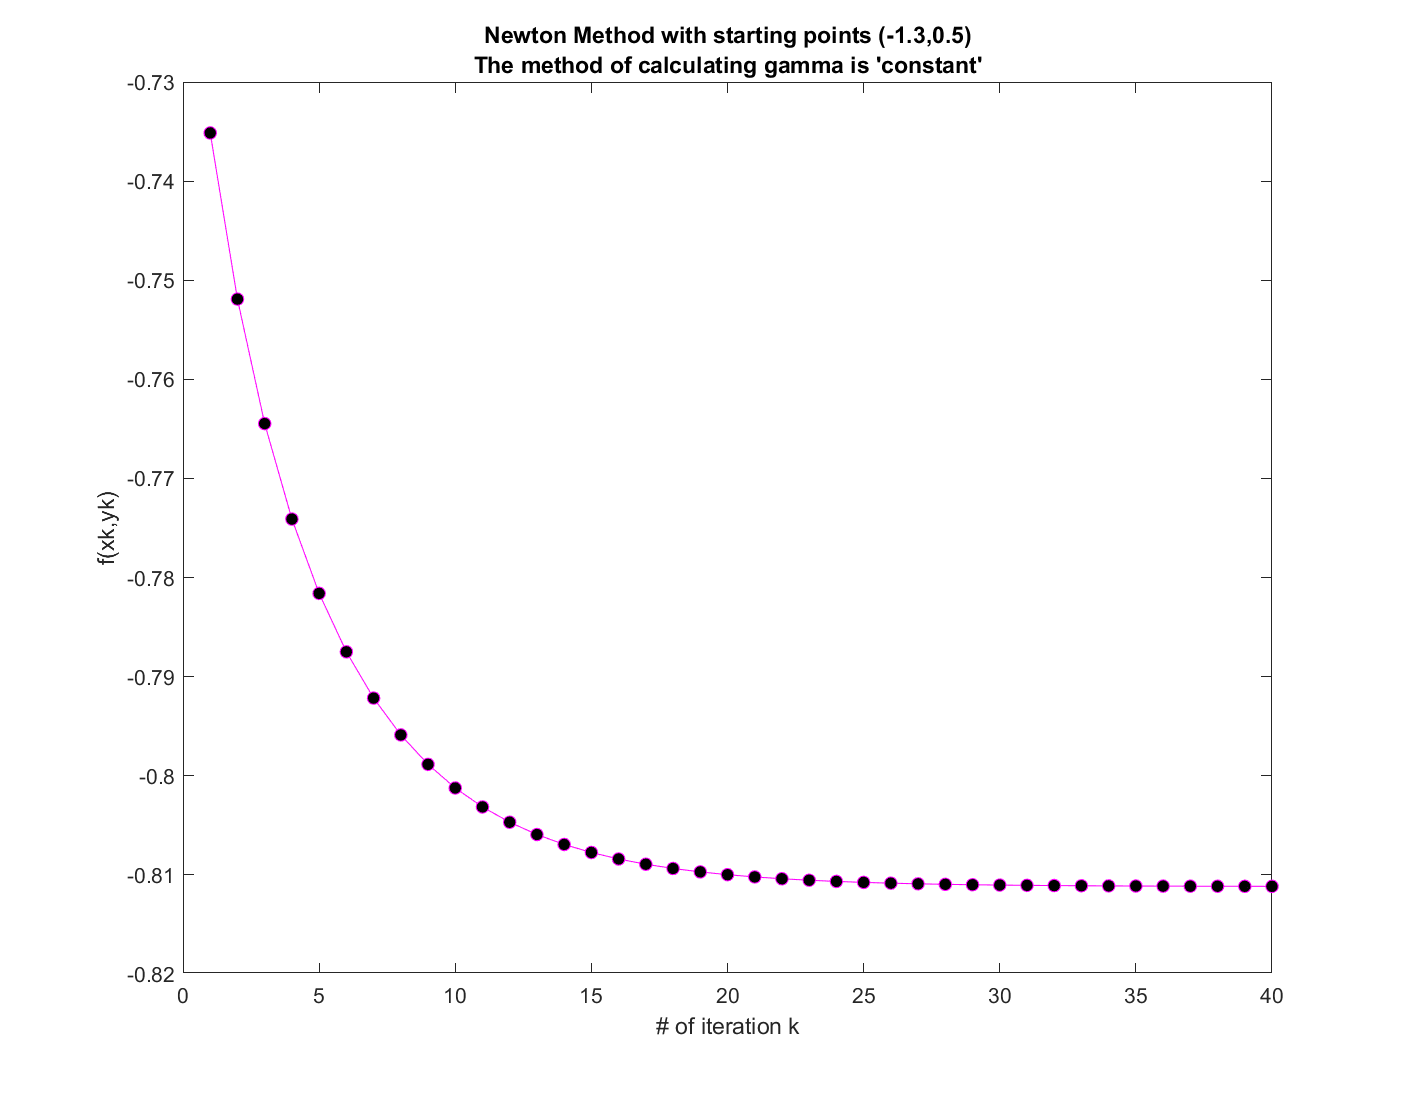 Newton Method with starting points (-1.3,0.5)
The method of calculating gamma is 'constant'
-0.73
-0.74
-0.75
-0.76
-0.77
-0.78
-0.79
-0.8
-0.81
-0.82
f(xk,yk)
0 5 10 15 20 25 30 35 40
# of iteration k